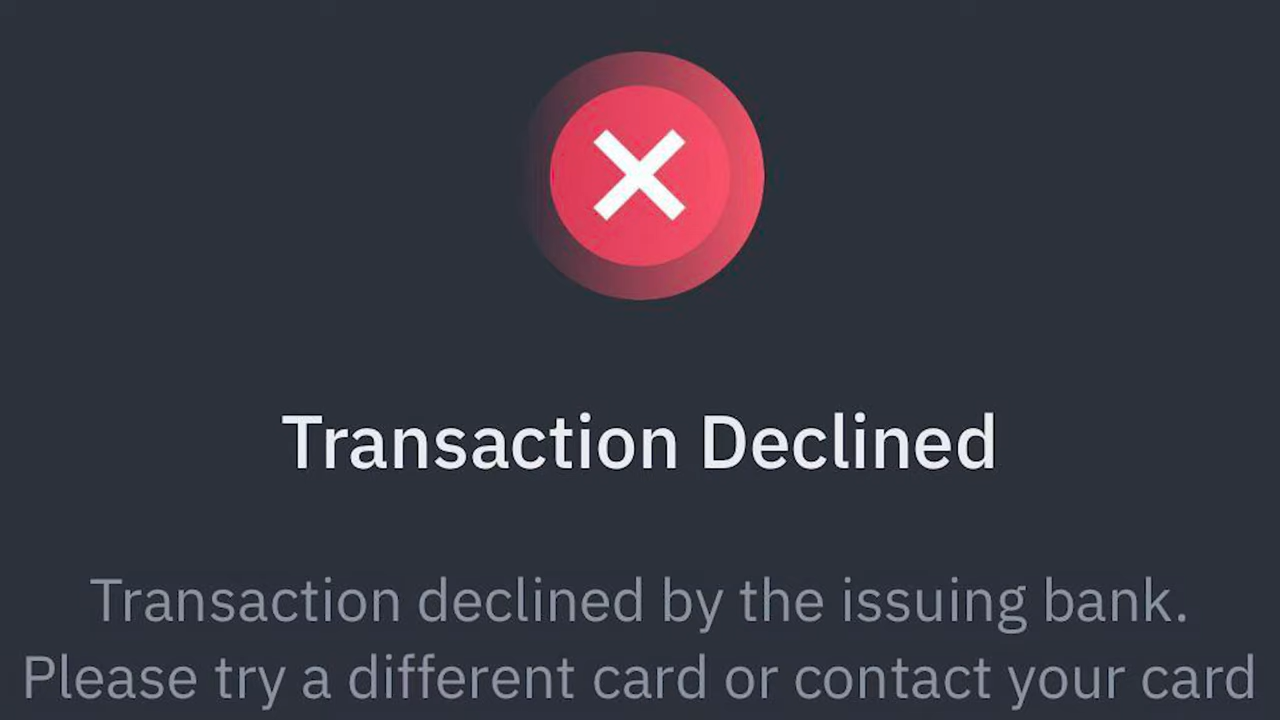 Transaction Declined
Transaction declined by the issuing bank.
Please try a different card or contact your card